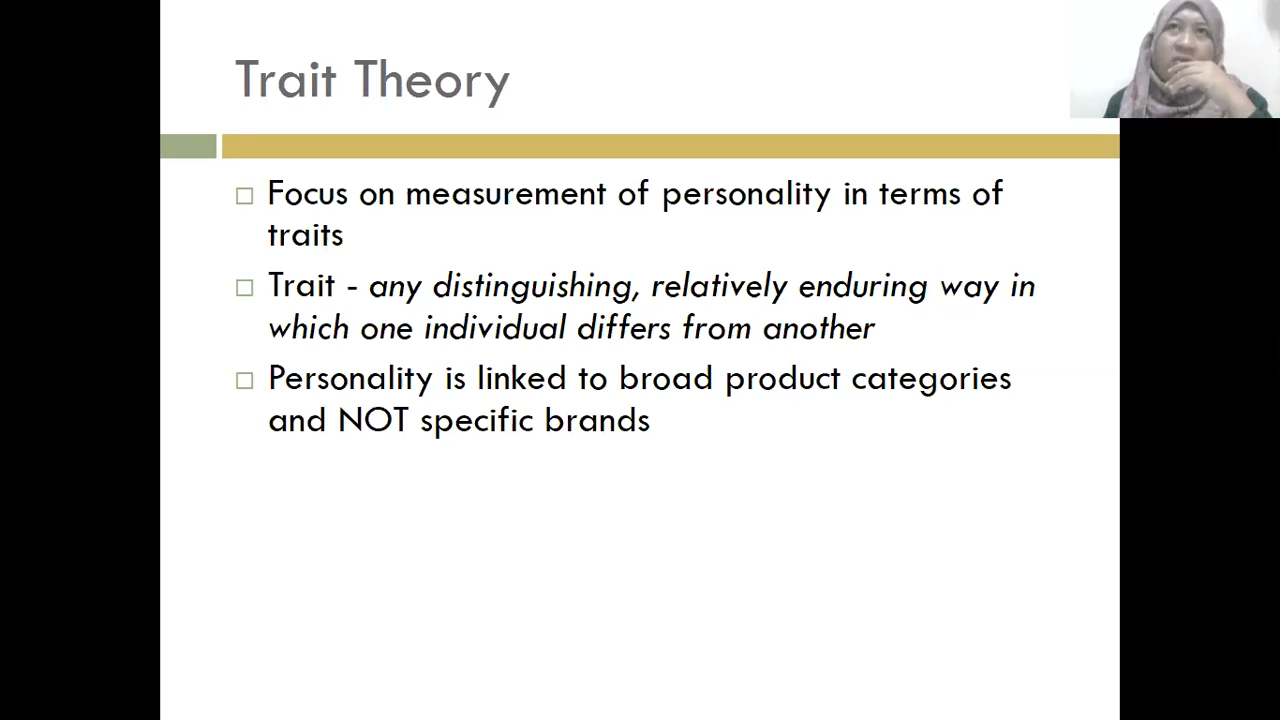 Trait Theory
Focus on measurement of personality in terms of
traits
Trait - any distinguishing, relatively enduring way in
which one individual differs from another
Personality is linked to broad product categories
and NOT specific brands